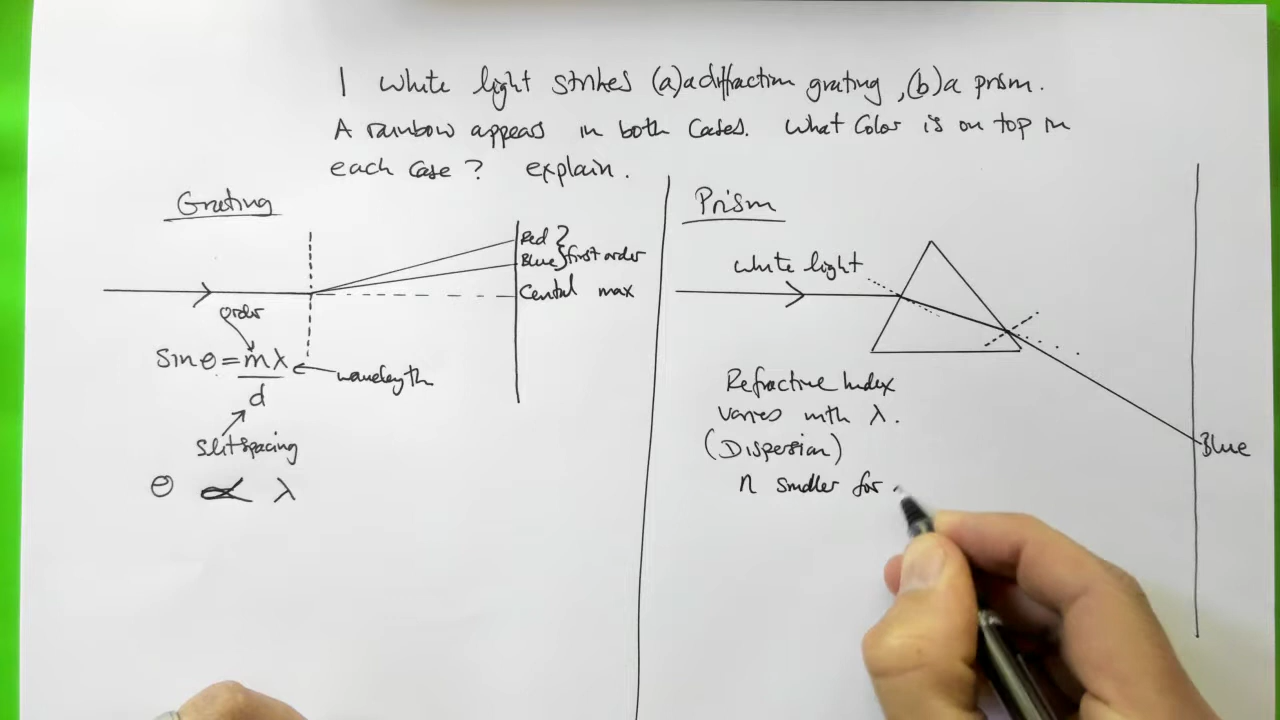 1 White light strikes (a) a diffraction grating, (b) a prism.
A rainbow appears in both cases. What Color is on top in
each case? explain.
Grating
Red } first order
Blue
Central max
order
sinθ = mλ
d
wavelength
slit spacing
θ ∝ λ
Prism
White light
Refractive Index
varies with λ.
(Dispersion)
n smaller for
Blue